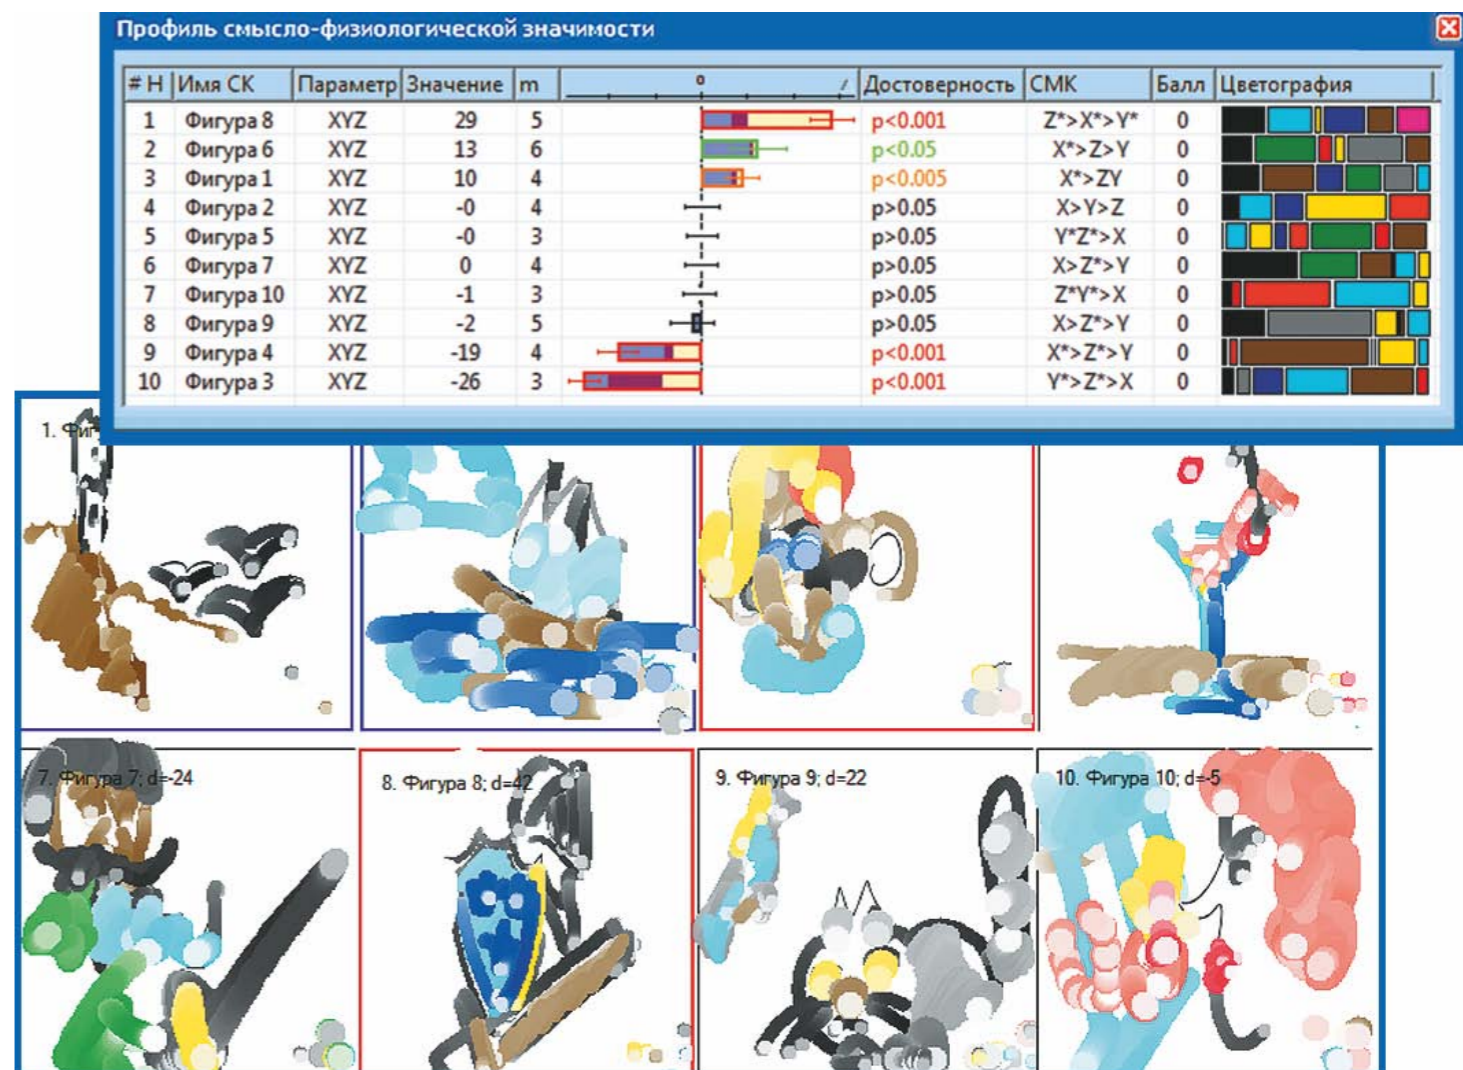 Профиль смысло-физиологической значимости
# Н Имя СК Параметр Значение m 0 Достоверность СМК Балл Цветография
1 Фигура 8 XYZ 29 5 p<0.001 Z*>X*>Y* 0
2 Фигура 6 XYZ 13 6 p<0.05 X*>Z>Y 0
3 Фигура 1 XYZ 10 4 p<0.005 X*>ZY 0
4 Фигура 2 XYZ -0 4 p>0.05 X>Y>Z 0
5 Фигура 5 XYZ -0 3 p>0.05 Y*Z*>X 0
6 Фигура 7 XYZ 0 4 p>0.05 X>Z*>Y 0
7 Фигура 10 XYZ -1 3 p>0.05 Z*Y*>X 0
8 Фигура 9 XYZ -2 5 p>0.05 X>Z*>Y 0
9 Фигура 4 XYZ -19 4 p<0.001 X*>Z*>Y 0
10 Фигура 3 XYZ -26 3 p<0.001 Y*>Z*>X 0
1. Фиг
7. Фигура 7; d=-24
8. Фигура 8; d=42
9. Фигура 9; d=22
10. Фигура 10; d=-5